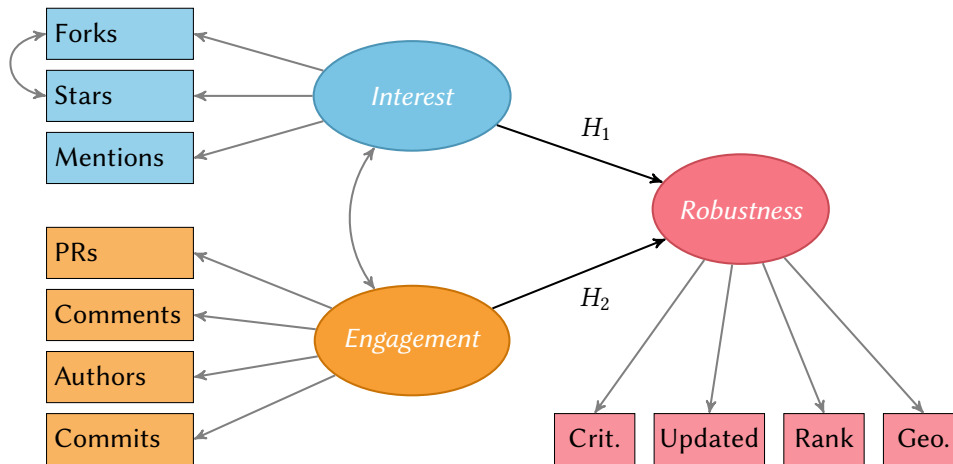 Forks
Stars
Mentions
Interest
H₁
Robustness
PRs
Comments
Authors
Commits
Engagement
H₂
Crit.
Updated
Rank
Geo.